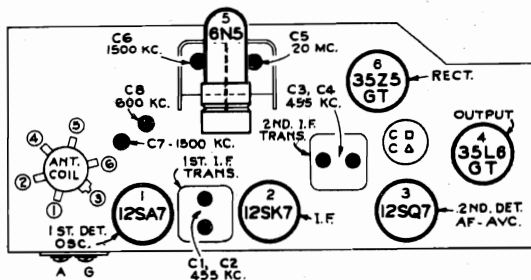 C6
1500 KC.
5
6N5
C5
20 MC.
6
35Z5
GT
RECT.
C8
600 KC.
C3, C4
455 KC.
2ND. I.F.
TRANS.
OUTPUT
4
35L6
GT
C □
C △
C7-1500 KC.
1ST. I.F.
TRANS.
5
4
6
ANT.
COIL
2
1
3
1
12SA7
2
12SK7
I.F.
3
12SQ7
2ND. DET.
AF-AVC.
1ST. DET.
OSC.
C1, C2
455 KC.
A G